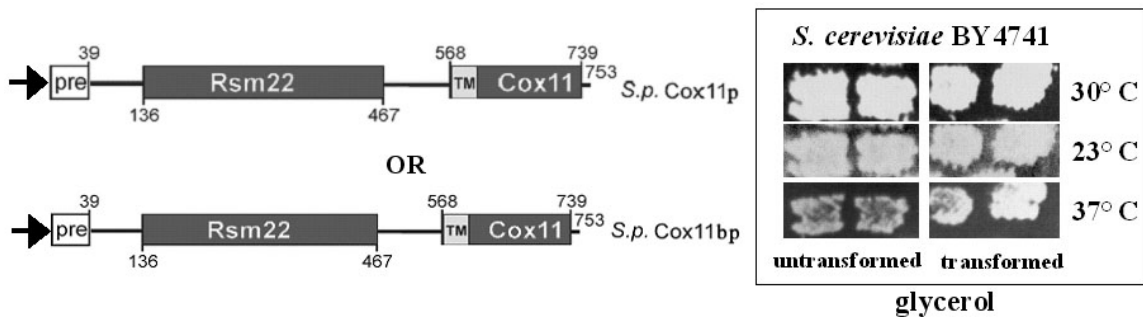 39
pre
Rsm22
136
467
568
739
TM
Cox11
753
S.p. Cox11p
OR
39
pre
Rsm22
136
467
568
739
TM
Cox11
753
S.p. Cox11bp
S. cerevisiae BY4741
30° C
23° C
37° C
untransformed
transformed
glycerol